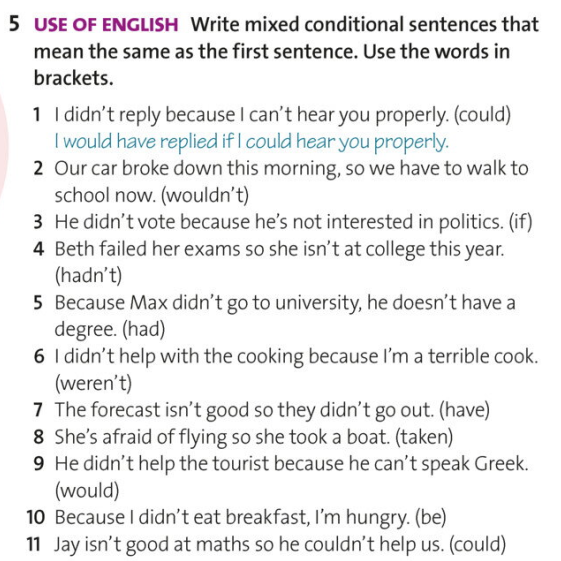 5 USE OF ENGLISH Write mixed conditional sentences that
mean the same as the first sentence. Use the words in
brackets.
1 I didn't reply because I can't hear you properly. (could)
I would have replied if I could hear you properly.
2 Our car broke down this morning, so we have to walk to
school now. (wouldn't)
3 He didn't vote because he's not interested in politics. (if)
4 Beth failed her exams so she isn't at college this year.
(hadn't)
5 Because Max didn't go to university, he doesn't have a
degree. (had)
6 I didn't help with the cooking because I'm a terrible cook.
(weren't)
7 The forecast isn't good so they didn't go out. (have)
8 She's afraid of flying so she took a boat. (taken)
9 He didn't help the tourist because he can't speak Greek.
(would)
10 Because I didn't eat breakfast, I'm hungry. (be)
11 Jay isn't good at maths so he couldn't help us. (could)